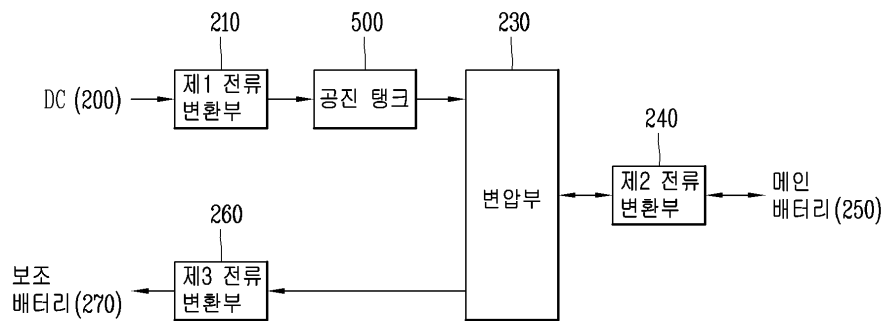 210
500
230
DC (200)
제1 전류
변환부
공진 탱크
240
변압부
제2 전류
변환부
메인
배터리(250)
260
보조
배터리(270)
제3 전류
변환부